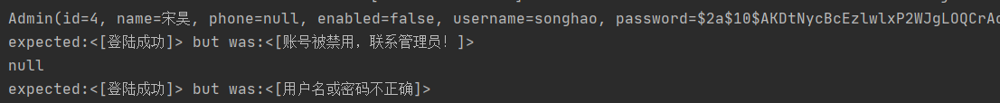 Admin(id=4, name=宋昊, phone=null, enabled=false, username=songhao, password=$2a$10$AKDtNycBcEzlwlxP2WJgLOQCrAc
expected:<[登陆成功]> but was:<[账号被禁用，联系管理员！]>
null
expected:<[登陆成功]> but was:<[用户名或密码不正确]>